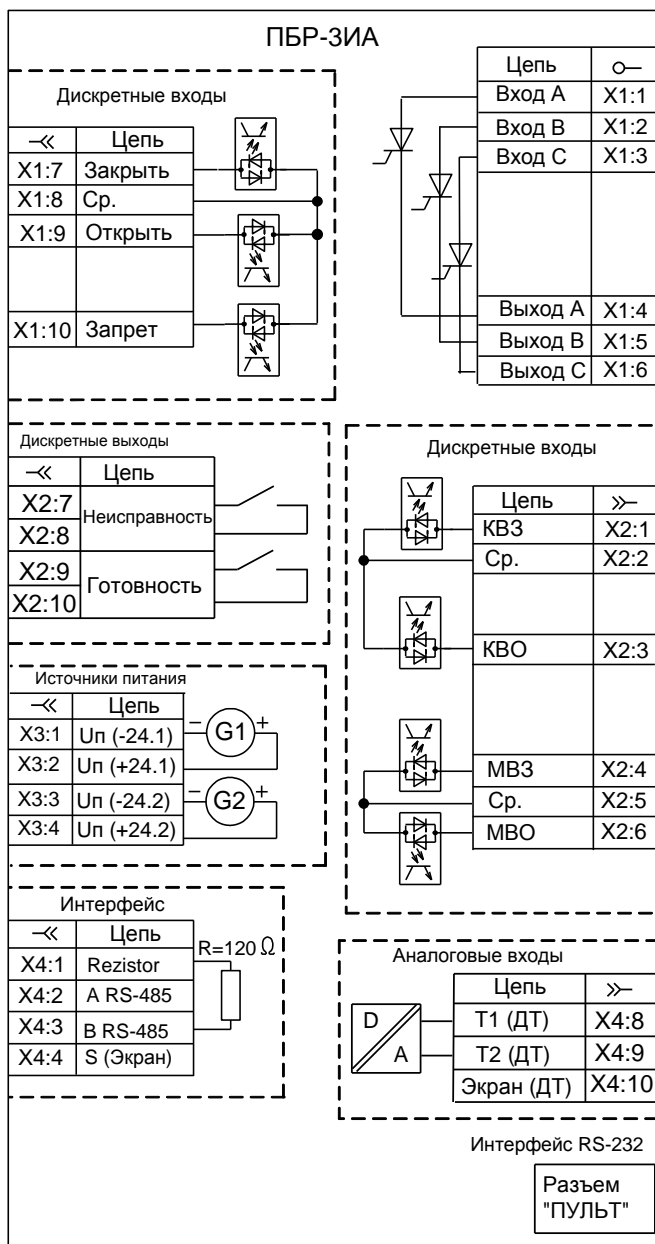 ПБР-3ИА
Дискретные входы
Цепь
X1:7 Закрыть
X1:8 Ср.
X1:9 Открыть
X1:10 Запрет
Цепь
Вход А X1:1
Вход В X1:2
Вход С X1:3
Выход А X1:4
Выход В X1:5
Выход С X1:6
Дискретные выходы
Цепь
X2:7
Неисправность
X2:8
X2:9
Готовность
X2:10
Дискретные входы
Цепь
КВЗ X2:1
Ср. X2:2
КВО X2:3
МВЗ X2:4
Ср. X2:5
МВО X2:6
Источники питания
Цепь
X3:1 Uп (-24.1) − G1 +
X3:2 Uп (+24.1)
X3:3 Uп (-24.2) − G2 +
X3:4 Uп (+24.2)
Интерфейс
Цепь
R=120 Ω
X4:1 Rezistor
X4:2 A RS-485
X4:3 B RS-485
X4:4 S (Экран)
Аналоговые входы
Цепь
D
A
Т1 (ДТ) X4:8
Т2 (ДТ) X4:9
Экран (ДТ) X4:10
Интерфейс RS-232
Разъем
"ПУЛЬТ"